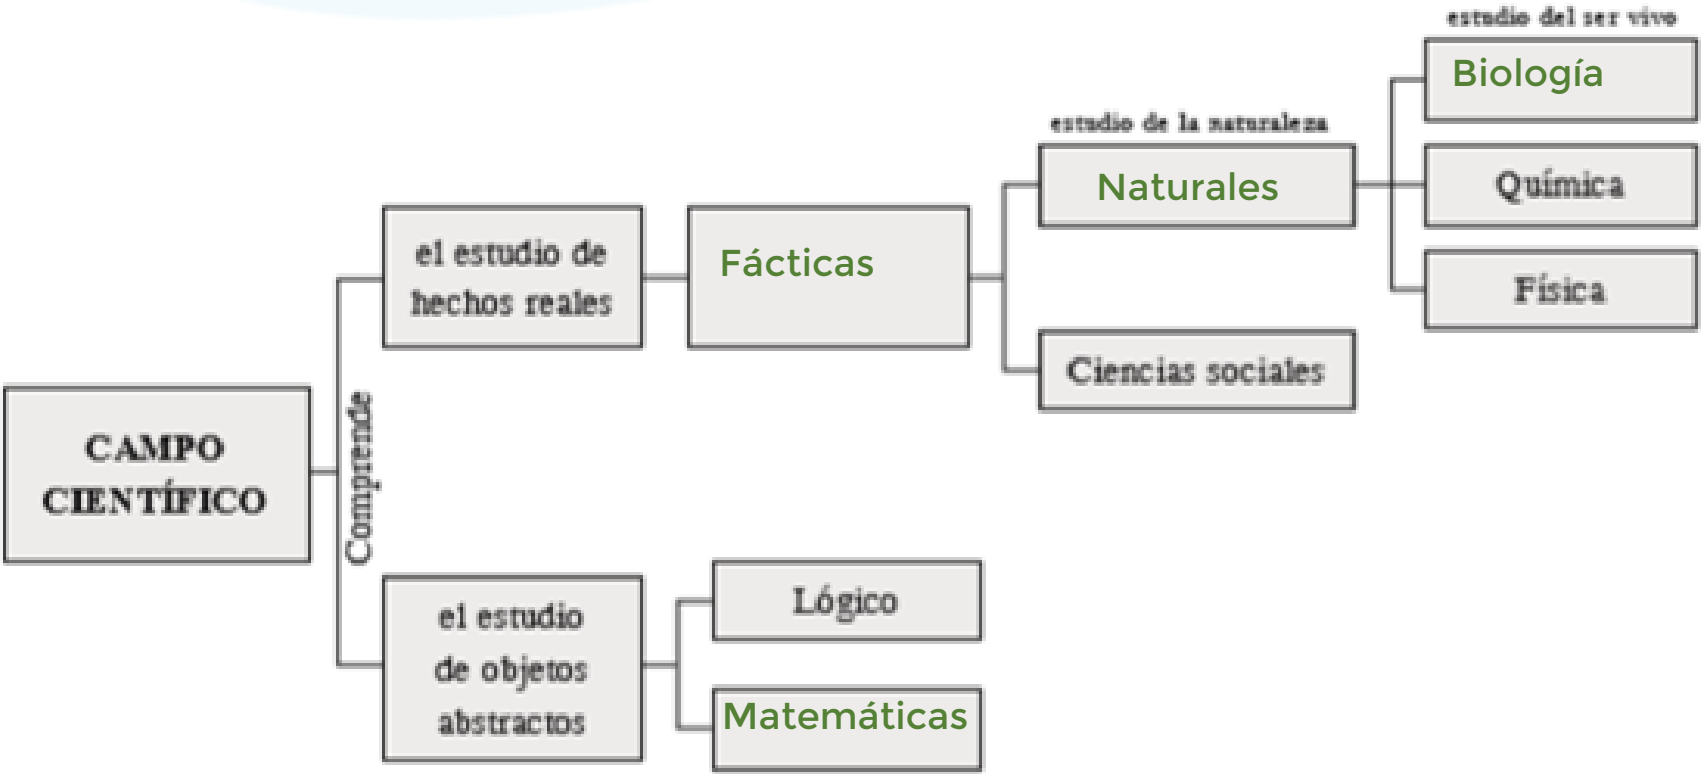 estudio del ser vivo
Biología
estudio de la naturaleza
Naturales
Química
el estudio de
hechos reales
Fácticas
Física
Ciencias sociales
Comprende
CAMPO
CIENTÍFICO
Lógico
el estudio
de objetos
abstractos
Matemáticas